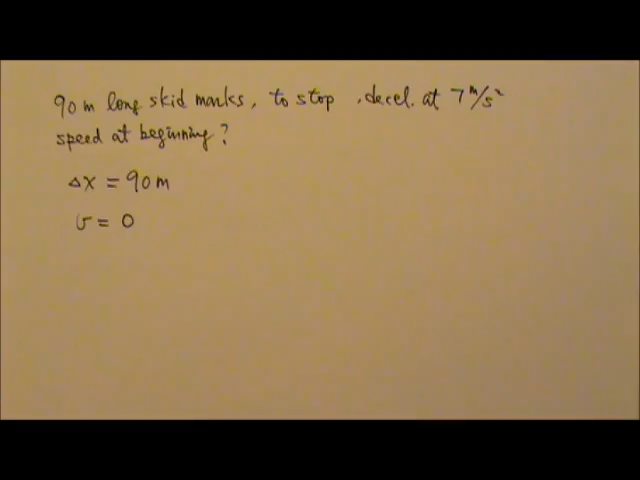 90 m long skid marks, to stop, decel. at 7 m/s²
speed at beginning?
Δx = 90 m
v = 0